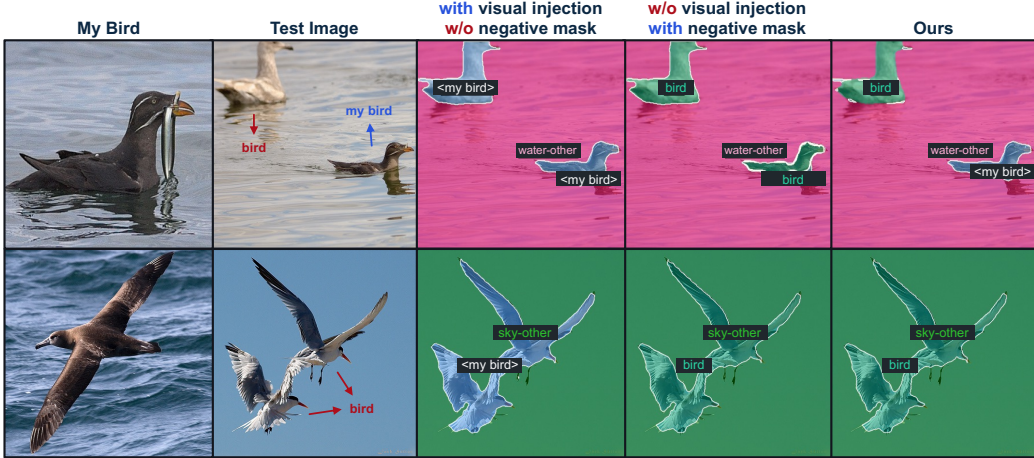 My Bird
Test Image
with visual injection
w/o negative mask
w/o visual injection
with negative mask
Ours
bird
my bird
<my bird>
water-other
<my bird>
bird
water-other
bird
bird
water-other
<my bird>
bird
sky-other
<my bird>
sky-other
bird
sky-other
bird